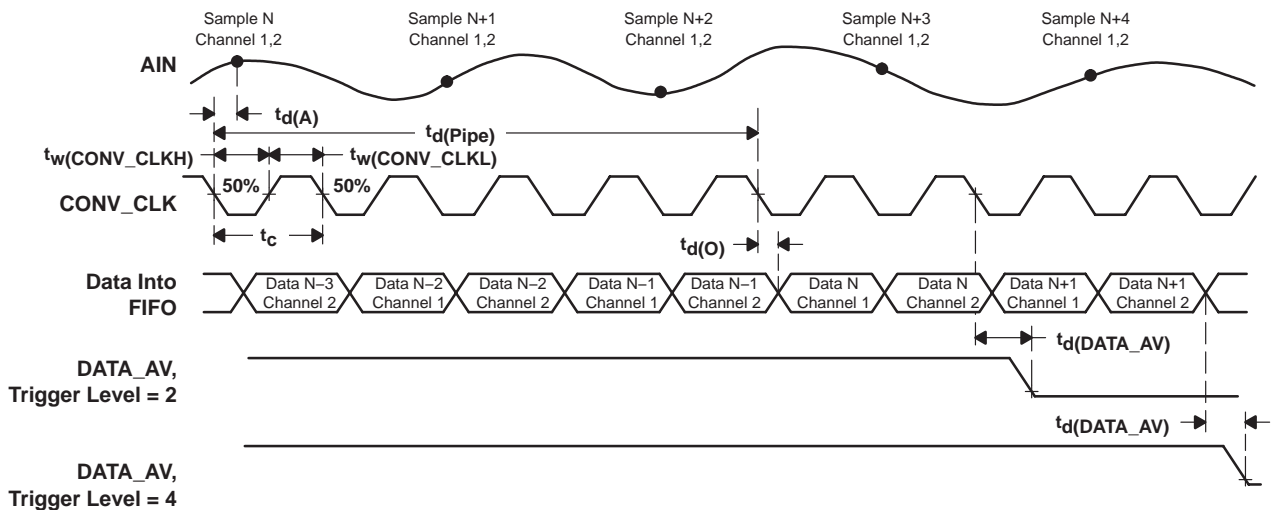 Sample N
Channel 1,2
Sample N+1
Channel 1,2
Sample N+2
Channel 1,2
Sample N+3
Channel 1,2
Sample N+4
Channel 1,2
AIN
td(A)
td(Pipe)
tw(CONV_CLKH)
tw(CONV_CLKL)
50%
50%
CONV_CLK
tc
td(O)
Data Into
FIFO
Data N–3
Channel 2
Data N–2
Channel 1
Data N–2
Channel 2
Data N–1
Channel 1
Data N–1
Channel 2
Data N
Channel 1
Data N
Channel 2
Data N+1
Channel 1
Data N+1
Channel 2
td(DATA_AV)
DATA_AV,
Trigger Level = 2
td(DATA_AV)
DATA_AV,
Trigger Level = 4